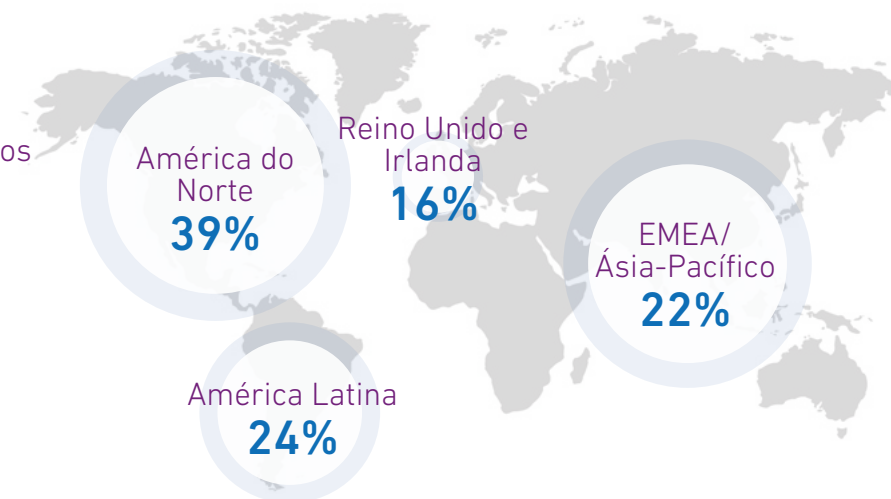 os
América do
Norte
39%
Reino Unido e
Irlanda
16%
EMEA/
Ásia-Pacífico
22%
América Latina
24%